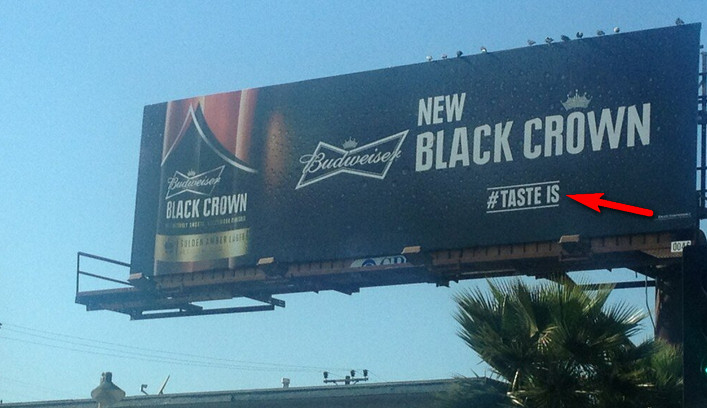 Budweiser
BLACK CROWN
GOLDEN AMBER LAGER
Budweiser
NEW
BLACK CROWN
#TASTE IS